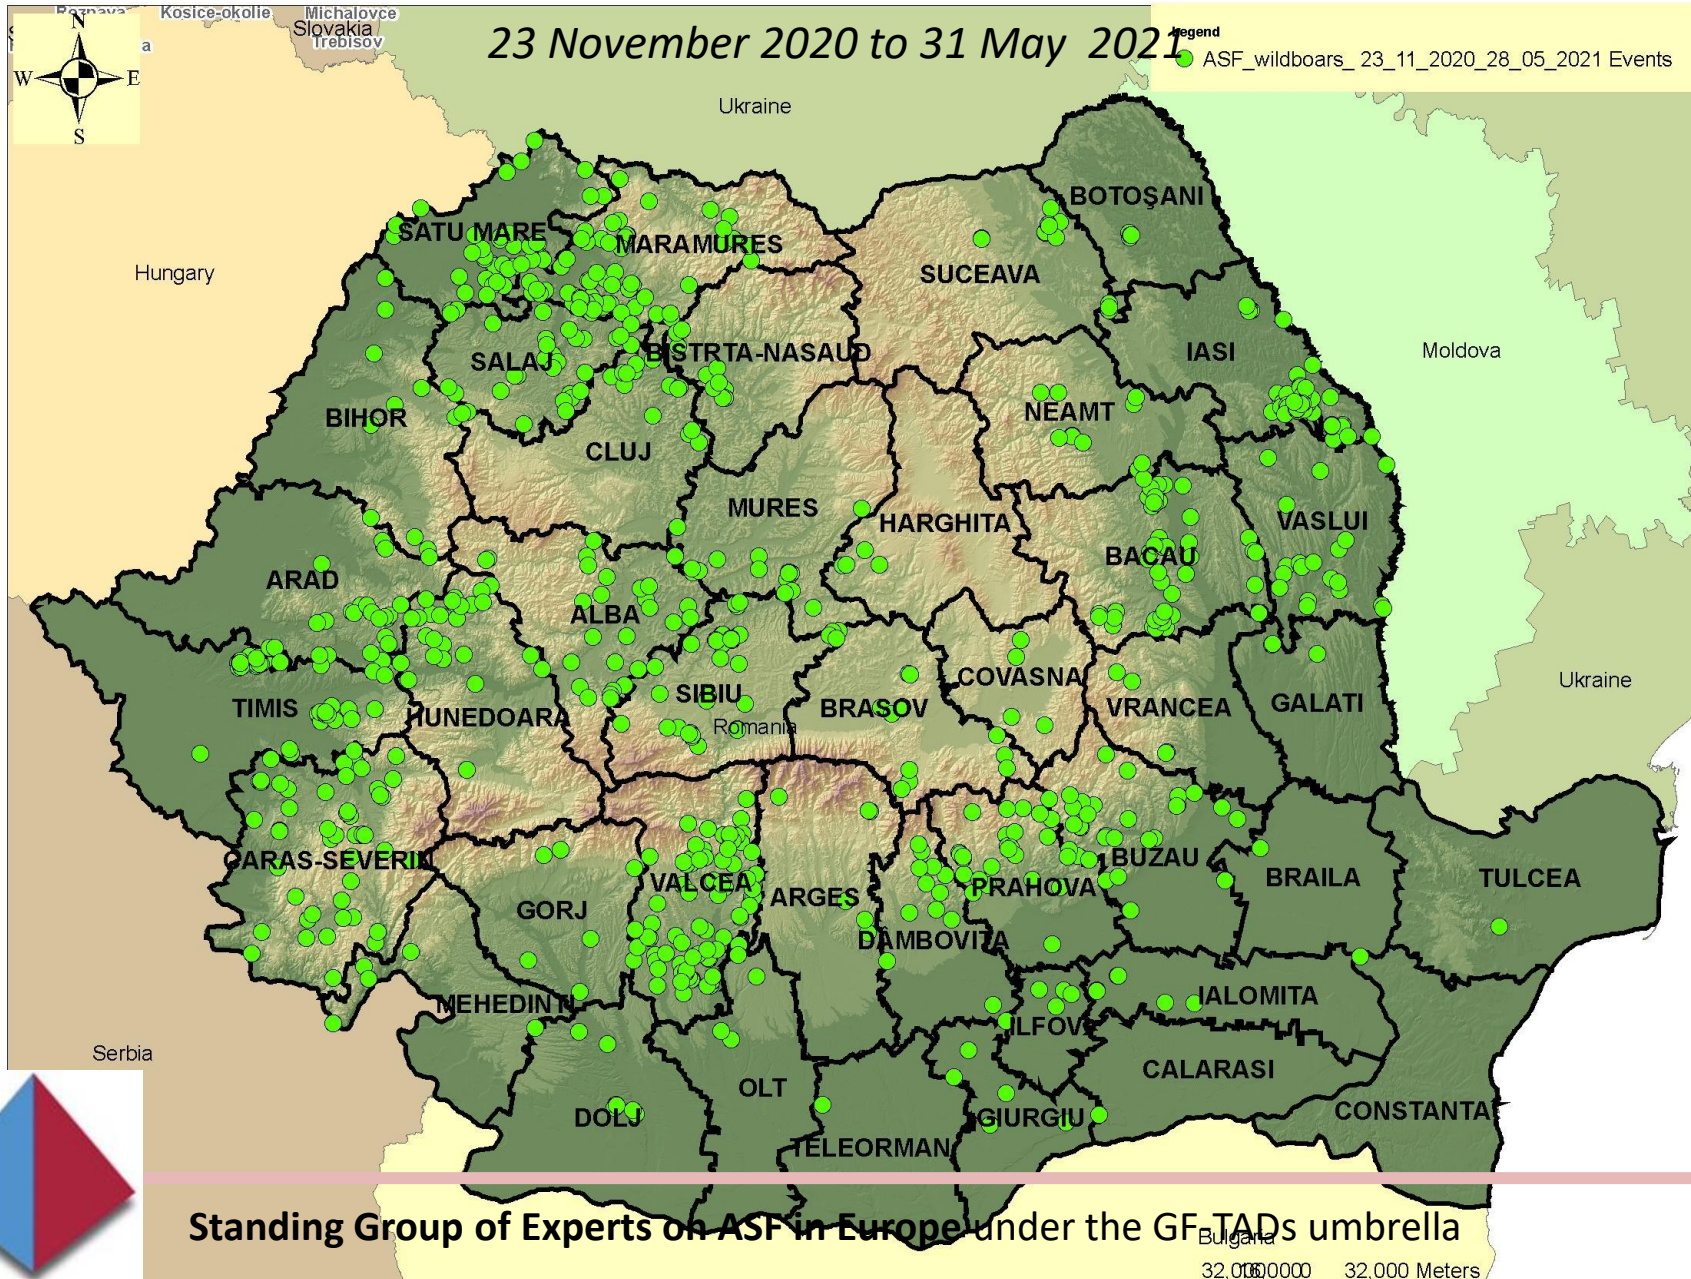 Roznava
Kosice-okolie
Michalovce
Slovakia
Trebisov
N
W
E
S
23 November 2020 to 31 May 2021
Legend
ASF_wildboars_ 23_11_2020_28_05_2021 Events
Ukraine
BOTOŞANI
SATU MARE
MARAMURES
SUCEAVA
Hungary
SALAJ
BISTRTA-NASAUD
IASI
Moldova
BIHOR
NEAMT
CLUJ
MURES
HARGHITA
VASLUI
BACAU
ARAD
ALBA
COVASNA
Ukraine
TIMIS
HUNEDOARA
SIBIU
BRASOV
VRANCEA
GALATI
Romania
CARAS-SEVERIN
VALCEA
ARGES
PRAHOVA
BUZAU
BRAILA
TULCEA
GORJ
DAMBOVITA
MEHEDINTI
IALOMITA
ILFOV
Serbia
CALARASI
OLT
DOLJ
GIURGIU
CONSTANTA
TELEORMAN
Standing Group of Experts on ASF in Europe under the GF-TADs umbrella
Bulgaria
32,000 Meters